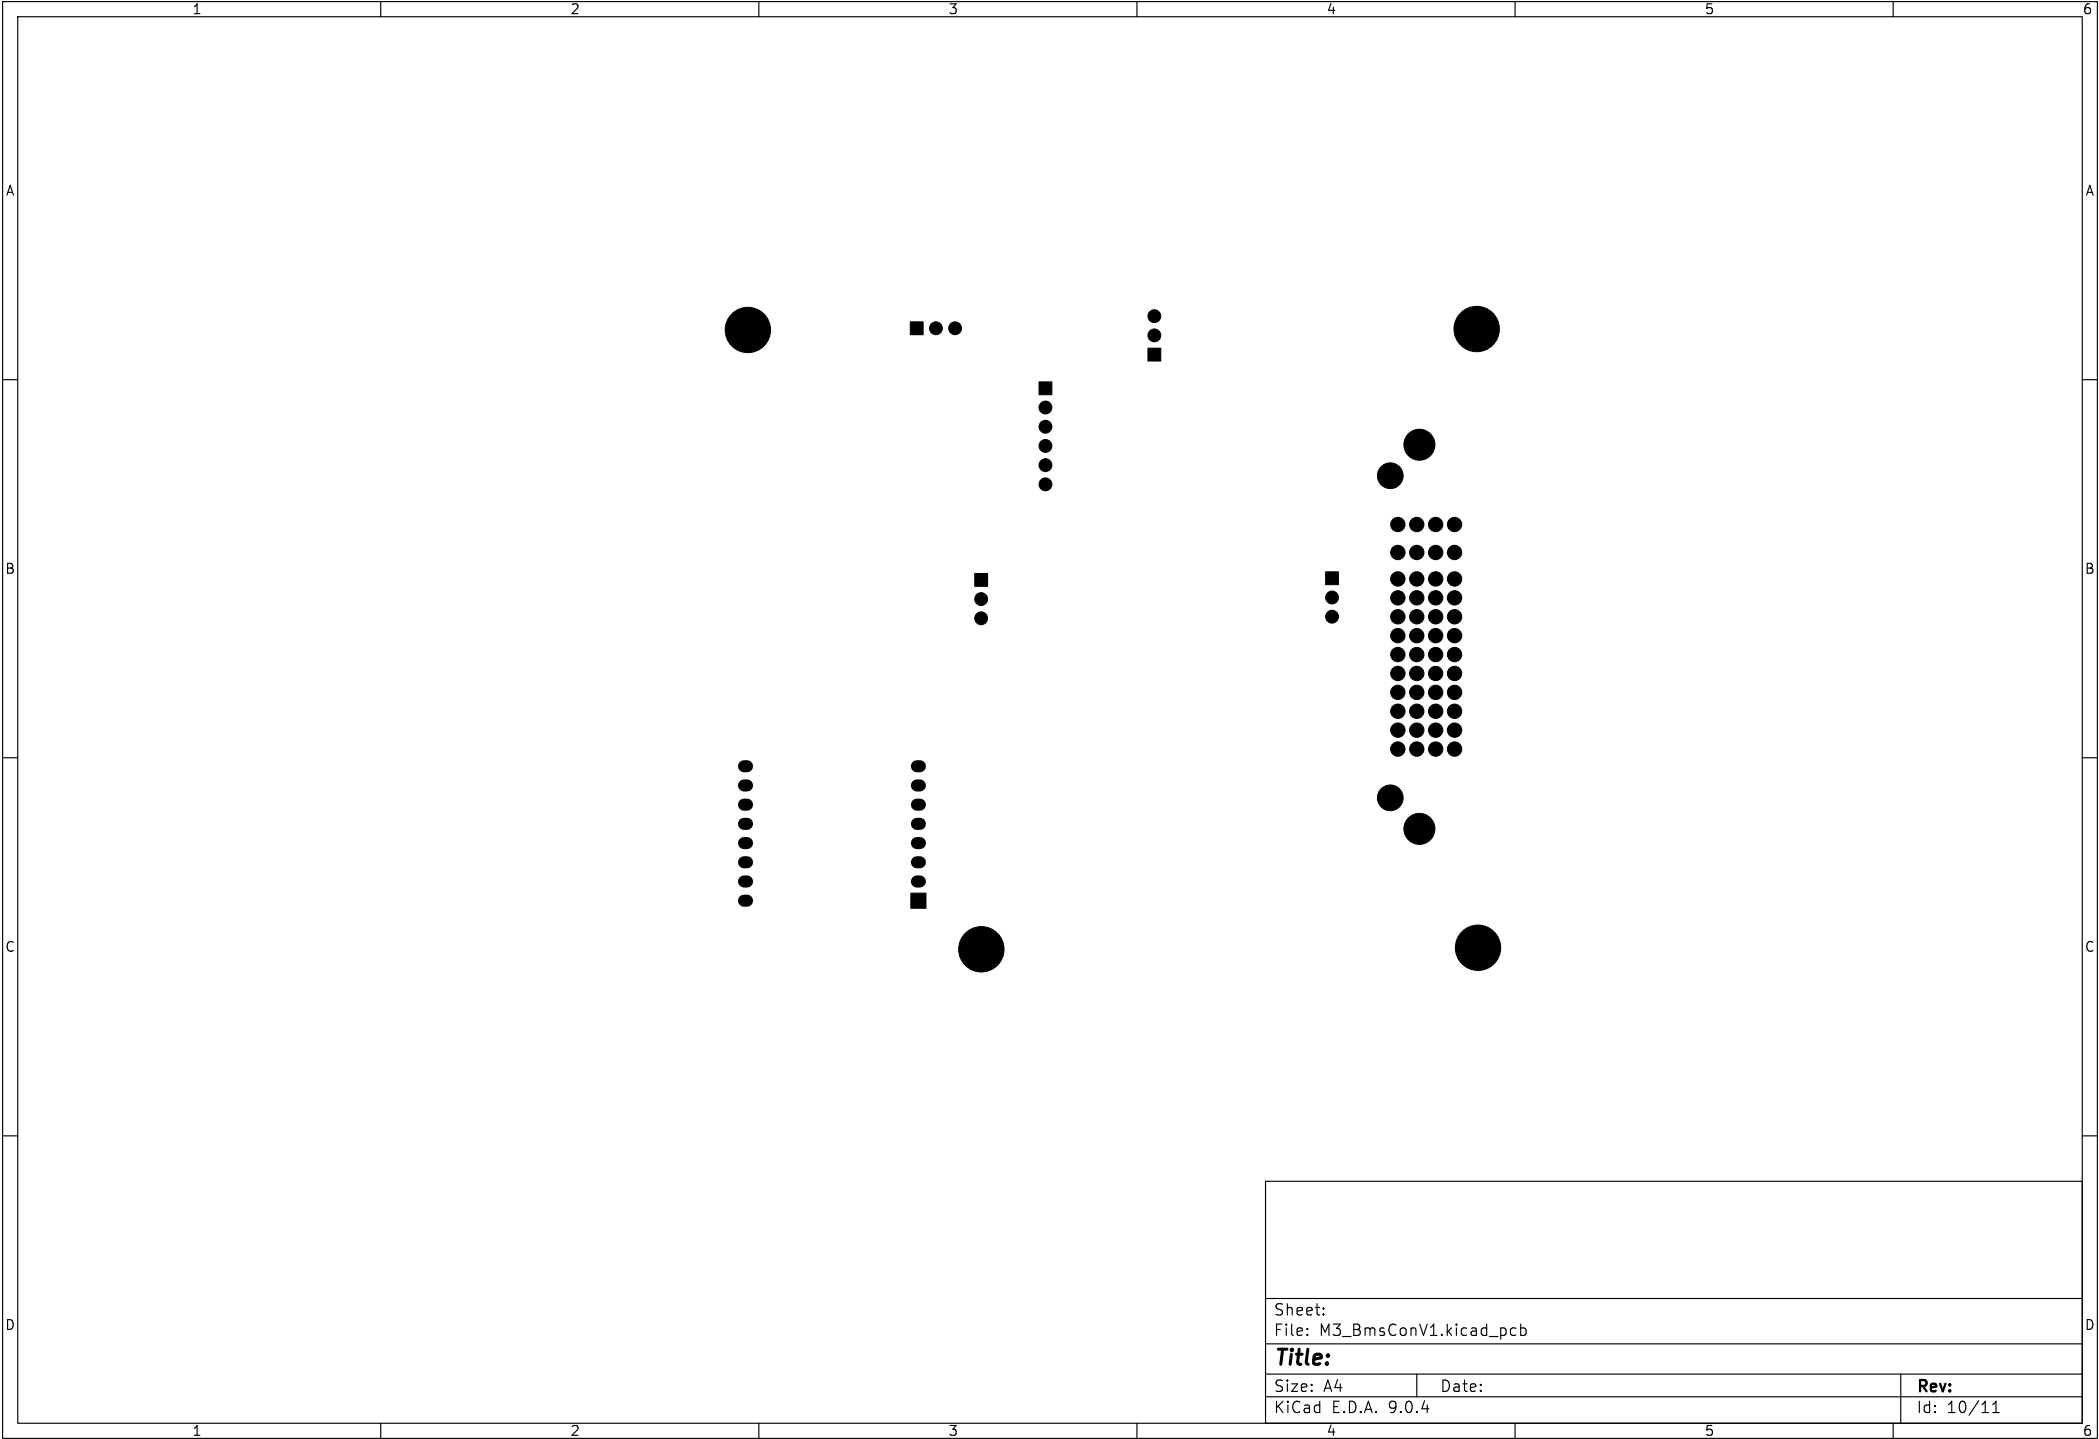 1 2 3 4 5 6
A A
B B
C C
D D
Sheet:
File: M3_BmsConV1.kicad_pcb
Title:
Size: A4 Date: Rev:
KiCad E.D.A. 9.0.4 Id: 10/11
1 2 3 4 5 6